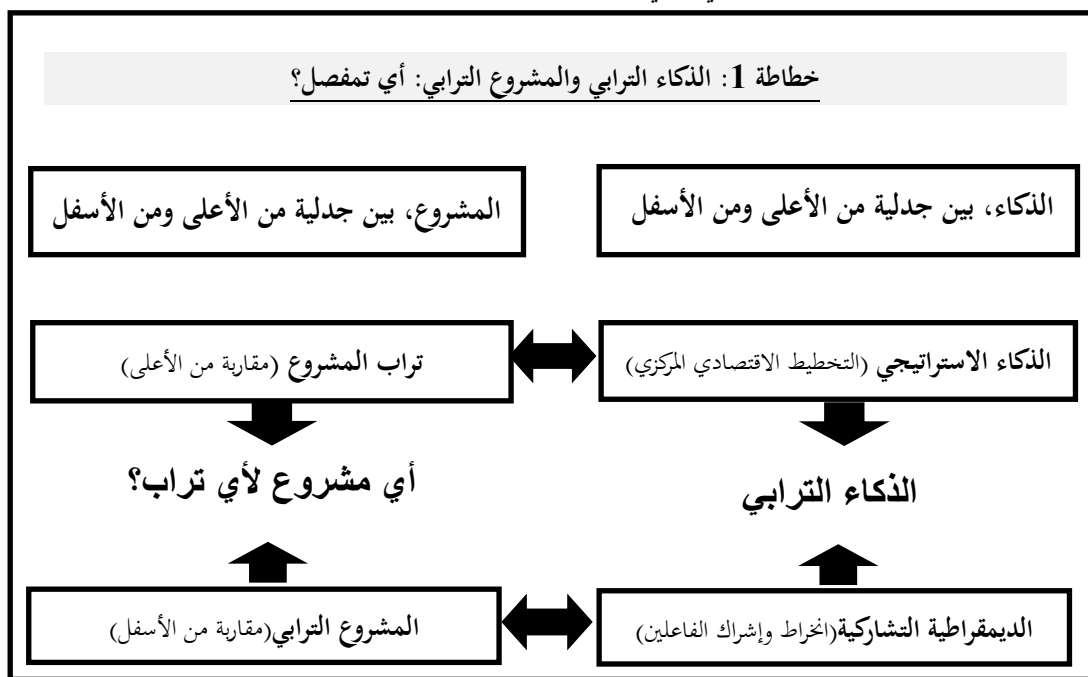 خطاطة 1: الذكاء الترابي والمشروع الترابي: أي تمفصل؟
الذكاء، بين جدلية من الأعلى ومن الأسفل
المشروع، بين جدلية من الأعلى ومن الأسفل
الذكاء الاستراتيجي (التخطيط الاقتصادي المركزي)
تراب المشروع (مقاربة من الأعلى)
الذكاء الترابي
أي مشروع لأي تراب؟
الديمقراطية التشاركية(انخراط وإشراك الفاعلين)
المشروع الترابي(مقاربة من الأسفل)